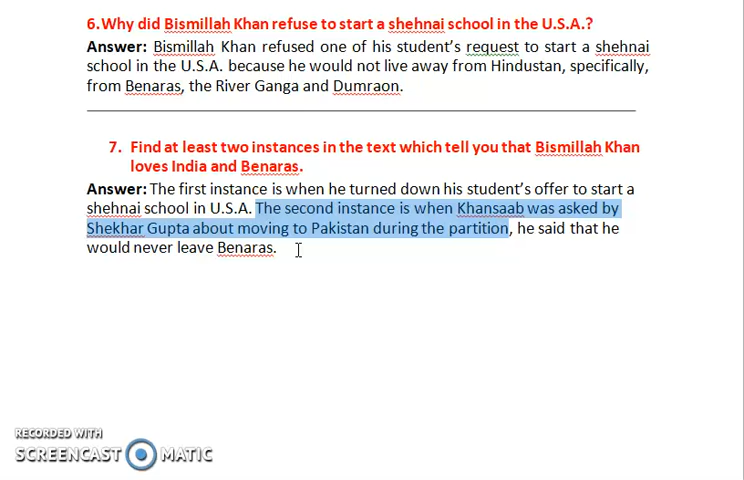 6.Why did Bismillah Khan refuse to start a shehnai school in the U.S.A.?
Answer: Bismillah Khan refused one of his student's request to start a shehnai
school in the U.S.A. because he would not live away from Hindustan, specifically,
from Benaras, the River Ganga and Dumraon.
7. Find at least two instances in the text which tell you that Bismillah Khan
loves India and Benaras.
Answer: The first instance is when he turned down his student's offer to start a
shehnai school in U.S.A. The second instance is when Khansaab was asked by
Shekhar Gupta about moving to Pakistan during the partition, he said that he
would never leave Benaras.
RECORDED WITH
SCREENCAST MATIC